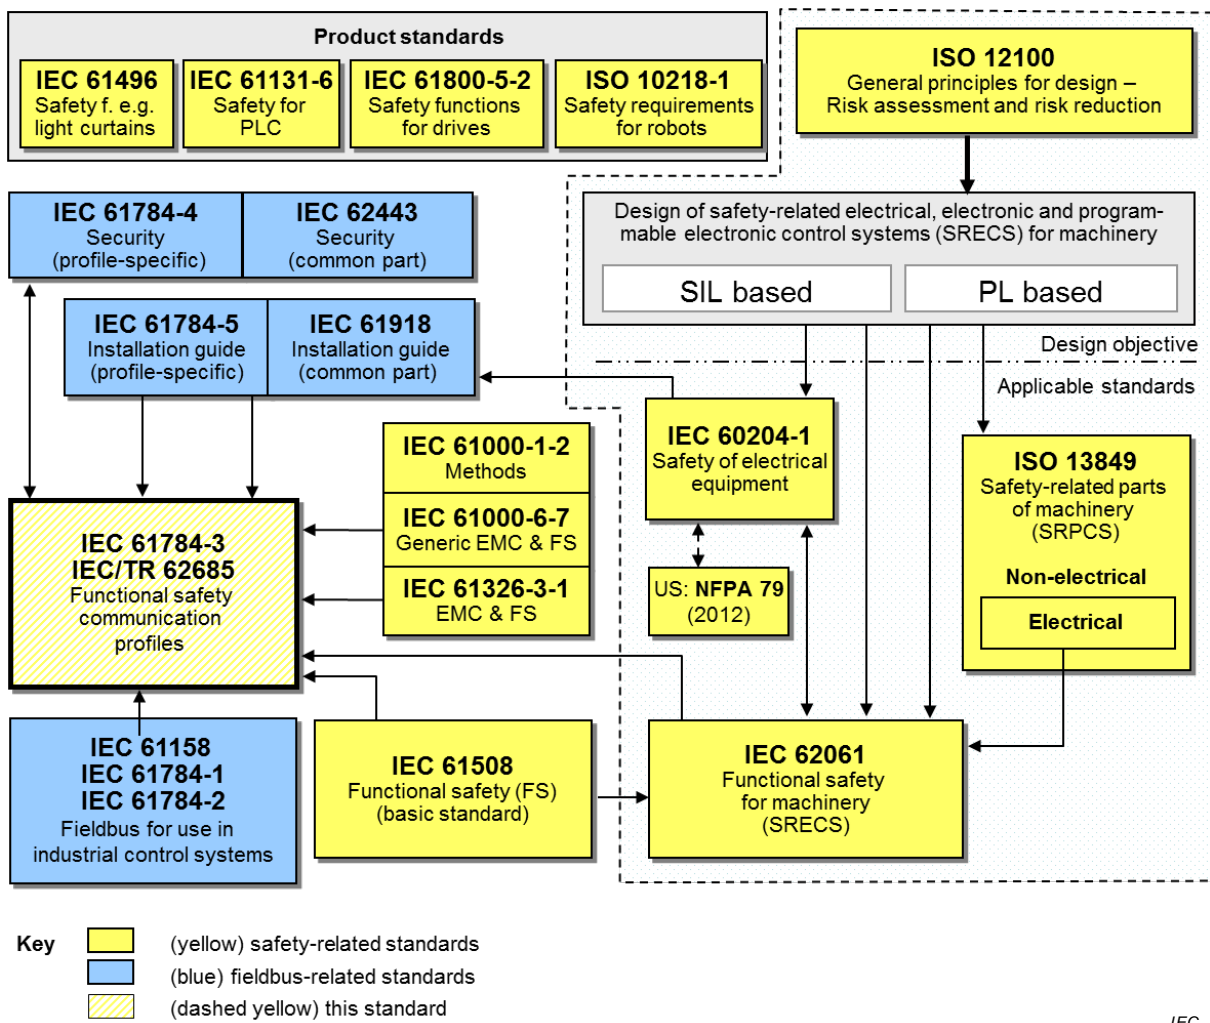 Product standards
IEC 61496
Safety f. e.g.
light curtains
IEC 61131-6
Safety for
PLC
IEC 61800-5-2
Safety functions
for drives
ISO 10218-1
Safety requirements
for robots
ISO 12100
General principles for design –
Risk assessment and risk reduction
IEC 61784-4
Security
(profile-specific)
IEC 62443
Security
(common part)
Design of safety-related electrical, electronic and program-
mable electronic control systems (SRECS) for machinery
SIL based
PL based
IEC 61784-5
Installation guide
(profile-specific)
IEC 61918
Installation guide
(common part)
Design objective
Applicable standards
IEC 61000-1-2
Methods
IEC 61000-6-7
Generic EMC & FS
IEC 61326-3-1
EMC & FS
IEC 60204-1
Safety of electrical
equipment
US: NFPA 79
(2012)
ISO 13849
Safety-related parts
of machinery
(SRPCS)
Non-electrical
Electrical
IEC 61784-3
IEC/TR 62685
Functional safety
communication
profiles
IEC 61158
IEC 61784-1
IEC 61784-2
Fieldbus for use in
industrial control systems
IEC 61508
Functional safety (FS)
(basic standard)
IEC 62061
Functional safety
for machinery
(SRECS)
Key
(yellow) safety-related standards
(blue) fieldbus-related standards
(dashed yellow) this standard
IEC